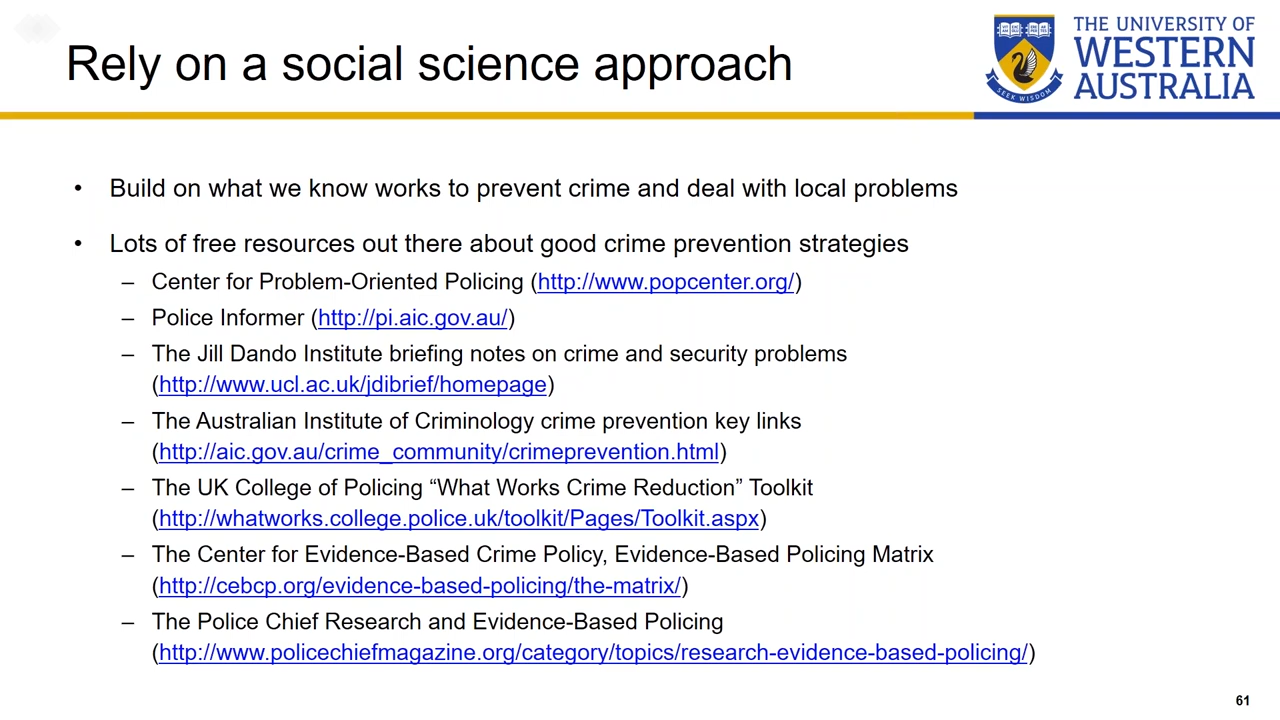 Rely on a social science approach
THE UNIVERSITY OF
WESTERN
AUSTRALIA
SEEK WISDOM
• Build on what we know works to prevent crime and deal with local problems
• Lots of free resources out there about good crime prevention strategies
– Center for Problem-Oriented Policing (http://www.popcenter.org/)
– Police Informer (http://pi.aic.gov.au/)
– The Jill Dando Institute briefing notes on crime and security problems
(http://www.ucl.ac.uk/jdibrief/homepage)
– The Australian Institute of Criminology crime prevention key links
(http://aic.gov.au/crime_community/crimeprevention.html)
– The UK College of Policing “What Works Crime Reduction” Toolkit
(http://whatworks.college.police.uk/toolkit/Pages/Toolkit.aspx)
– The Center for Evidence-Based Crime Policy, Evidence-Based Policing Matrix
(http://cebcp.org/evidence-based-policing/the-matrix/)
– The Police Chief Research and Evidence-Based Policing
(http://www.policechiefmagazine.org/category/topics/research-evidence-based-policing/)
61